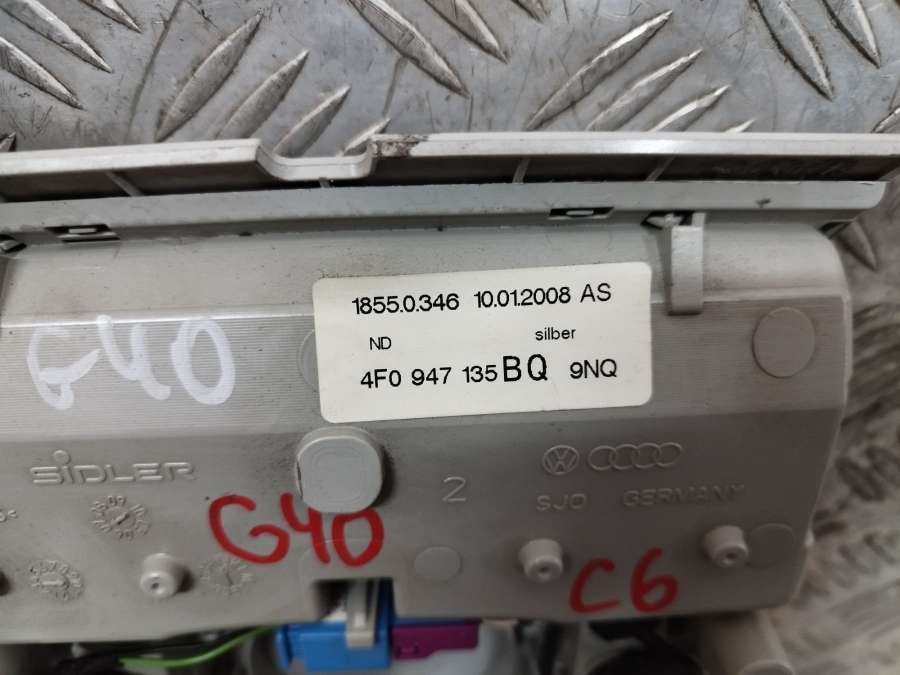 1855.0.346 10.01.2008 AS
ND silber
4F0 947 135 BQ 9NQ
G40
SIDLER
2
SJO GERMANY
G40
C6